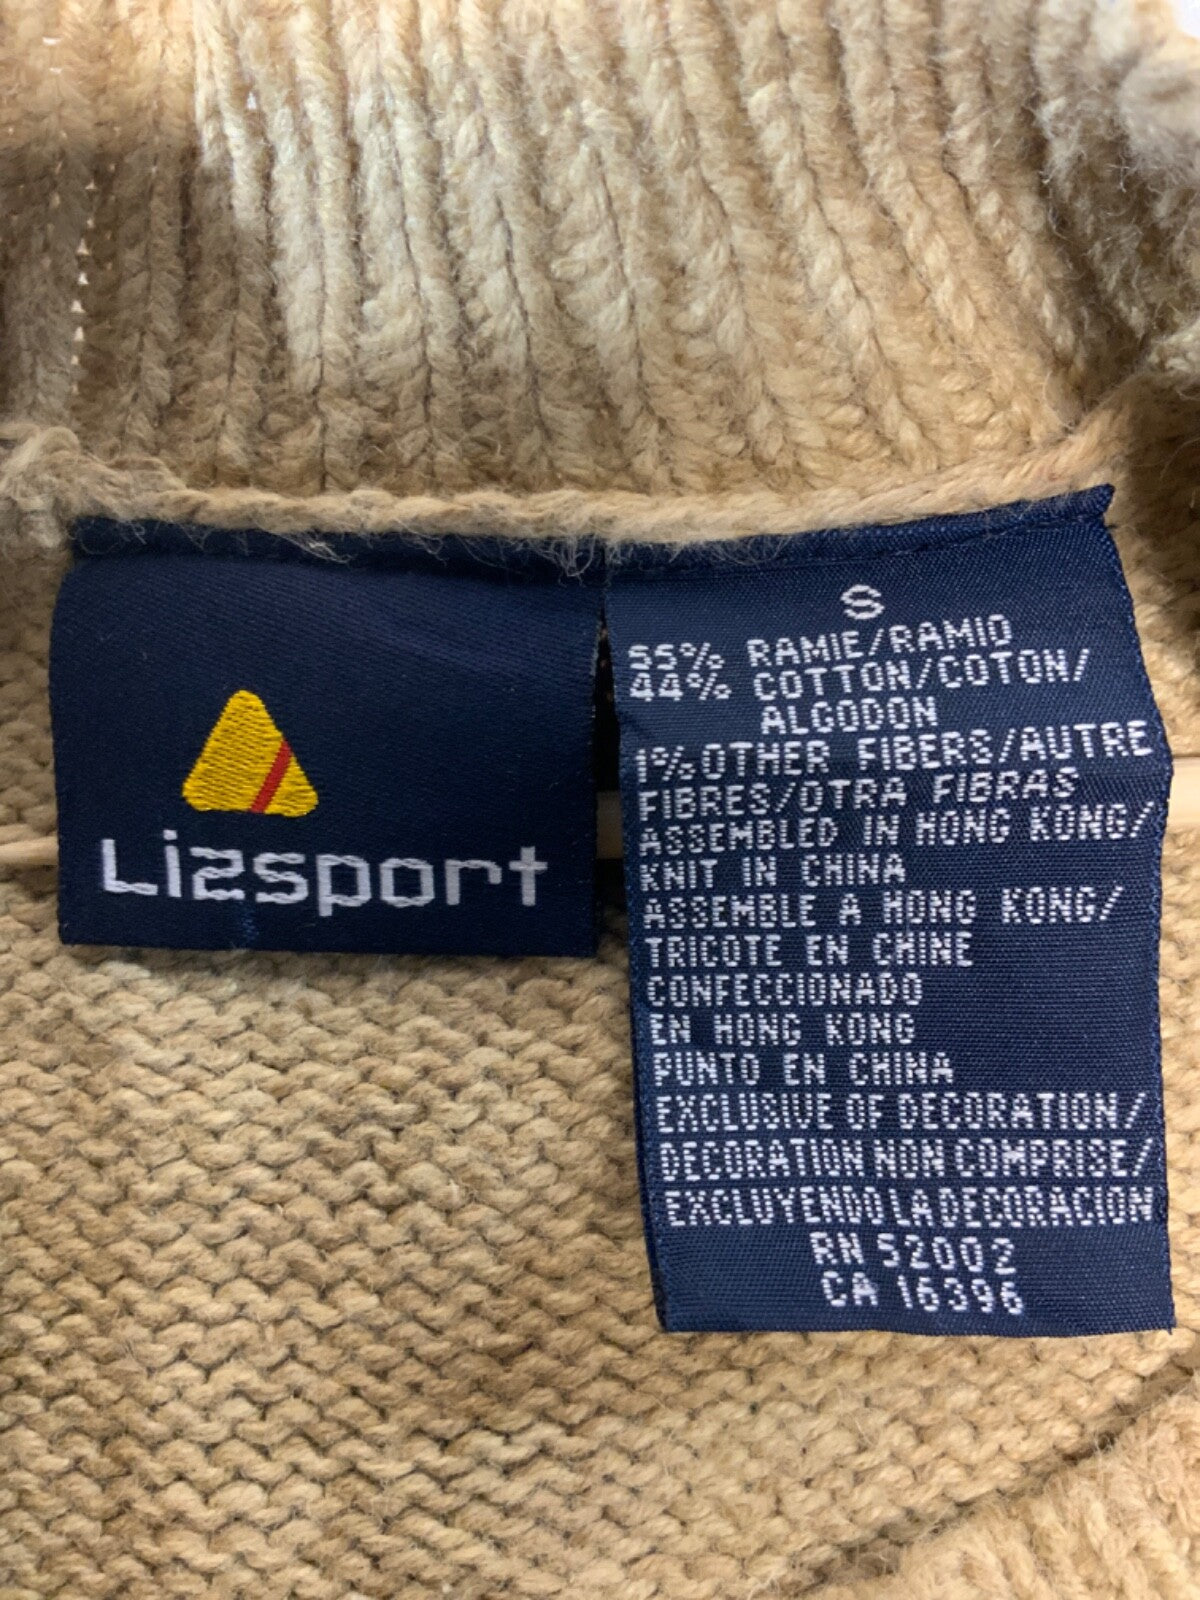 Lizsport
S
55% RAMIE/RAMIO
44% COTTON/COTON/
ALGODON
1% OTHER FIBERS/AUTRE
FIBRES/OTRA FIBRAS
ASSEMBLED IN HONG KONG/
KNIT IN CHINA
ASSEMBLE A HONG KONG/
TRICOTE EN CHINE
CONFECCIONADO
EN HONG KONG
PUNTO EN CHINA
EXCLUSIVE OF DECORATION/
DECORATION NON COMPRISE/
EXCLUYENDO LA DECORACION
RN 52002
CA 16396